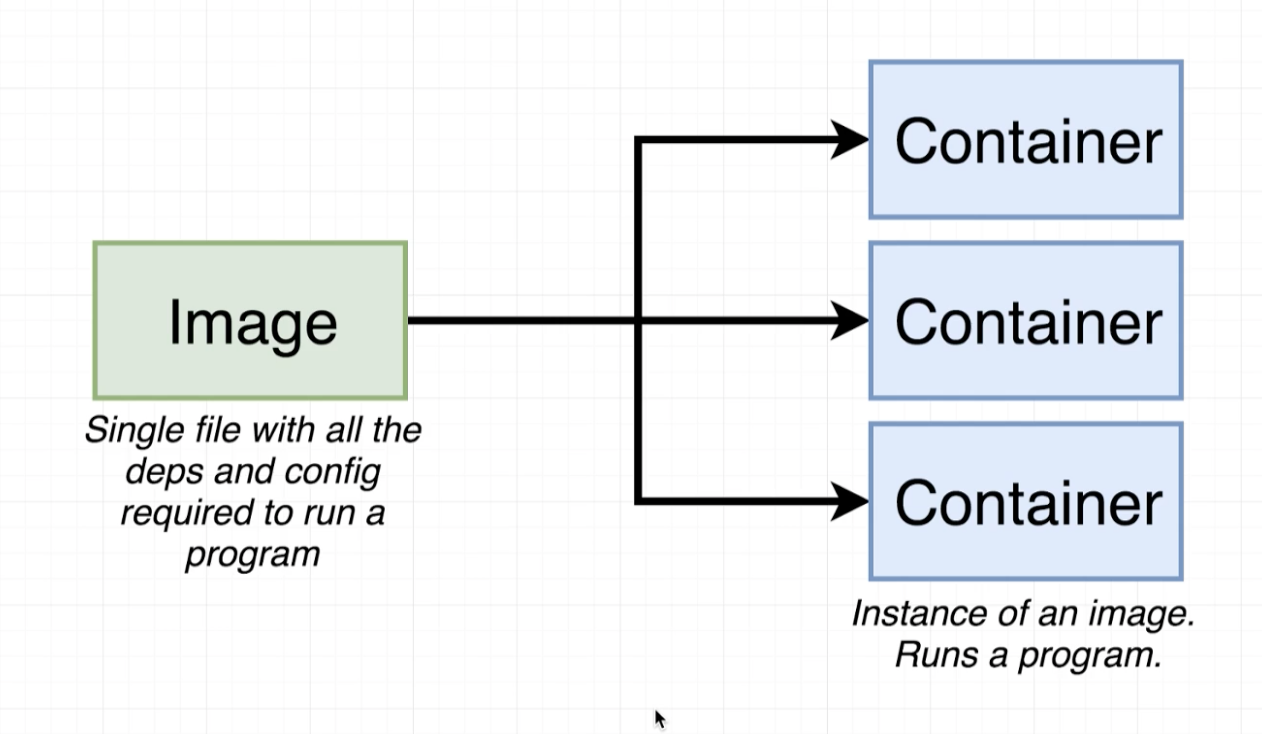 Image
Single file with all the
deps and config
required to run a
program
Container
Container
Container
Instance of an image.
Runs a program.